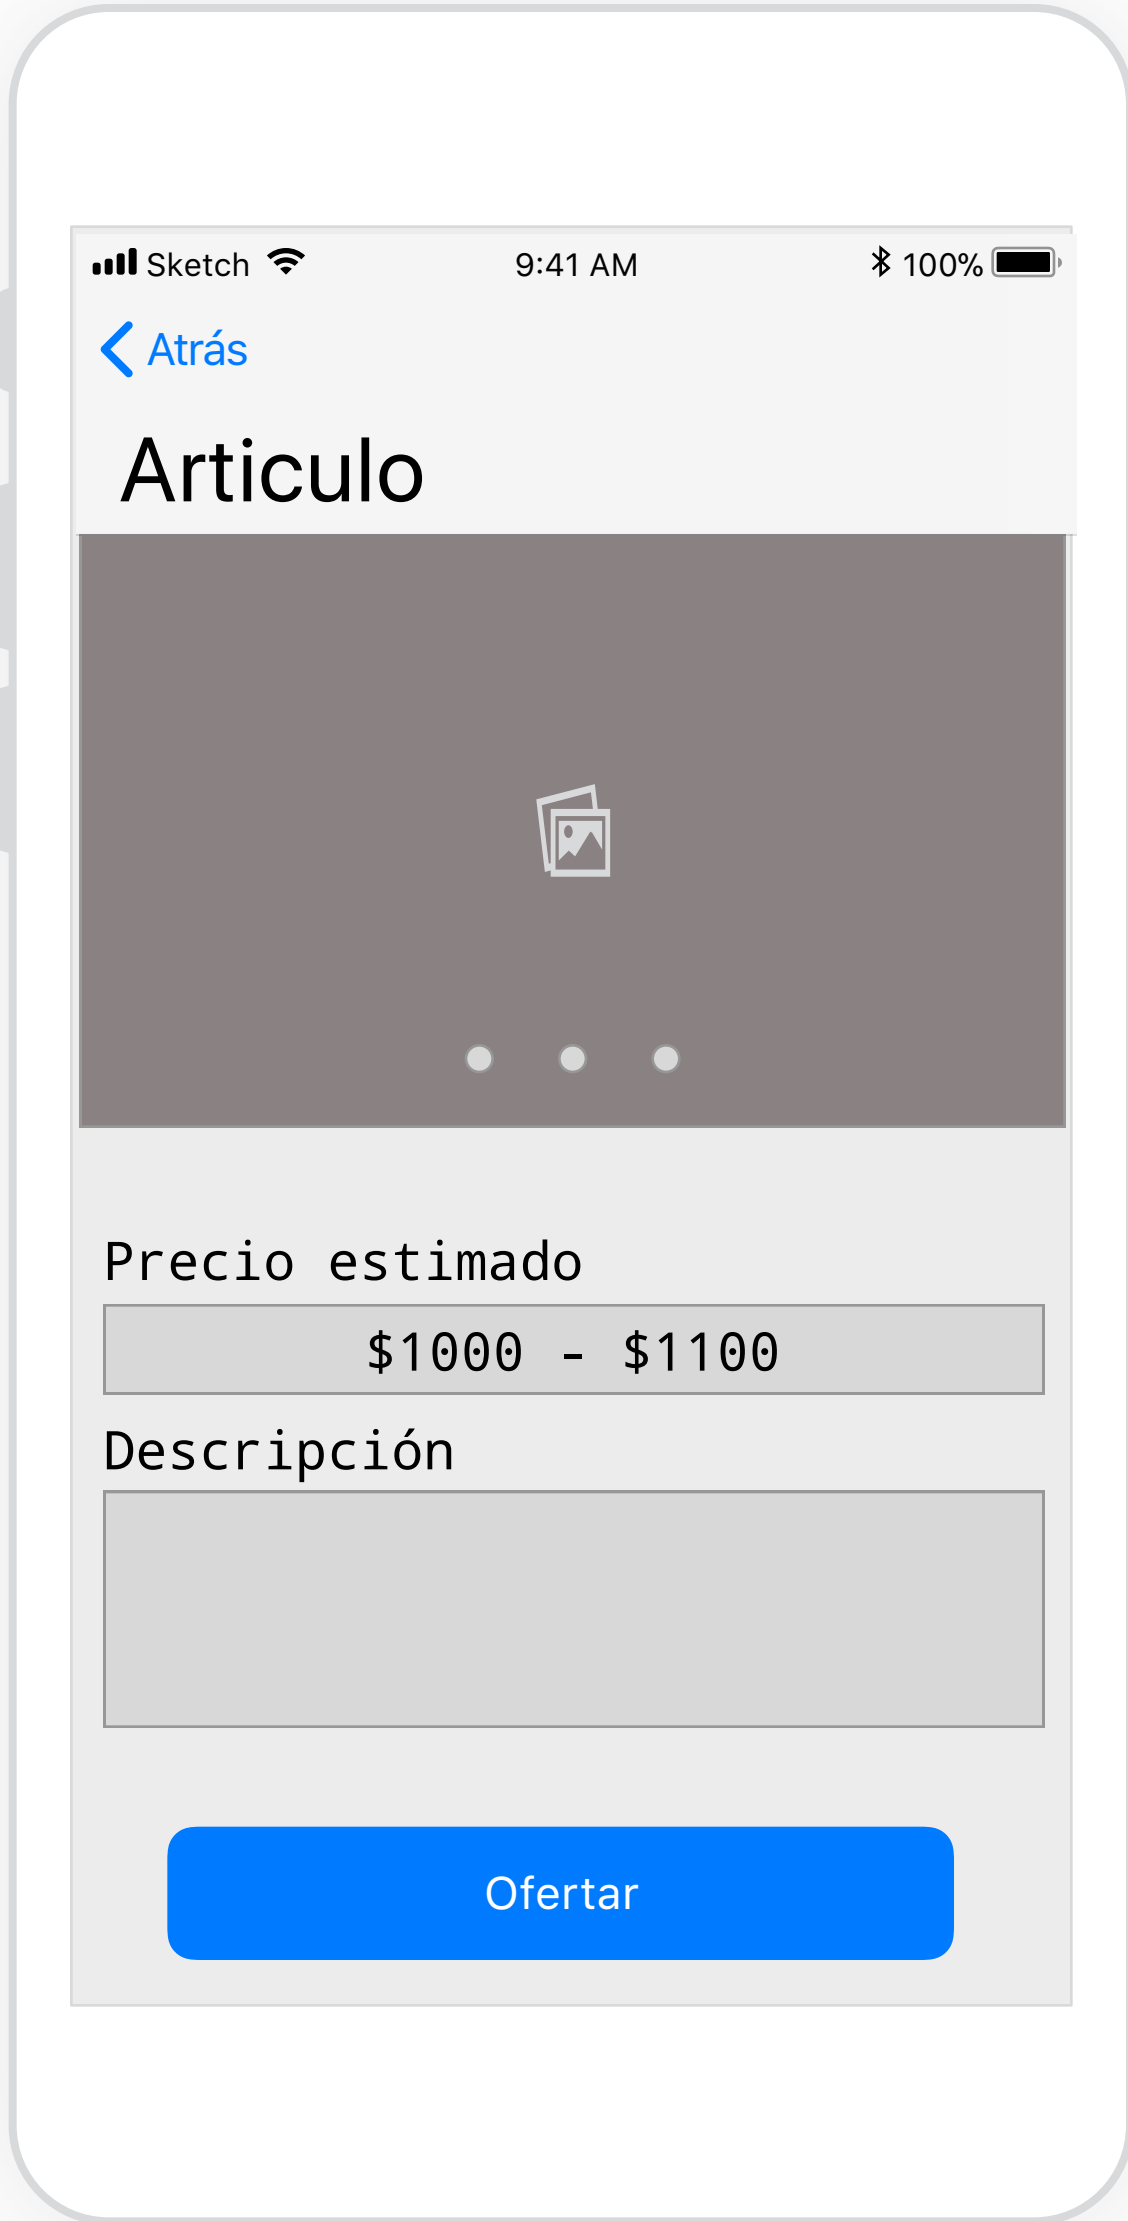 Sketch 9:41 AM 100%
Atrás
Articulo
Precio estimado
$1000 - $1100
Descripción
Ofertar